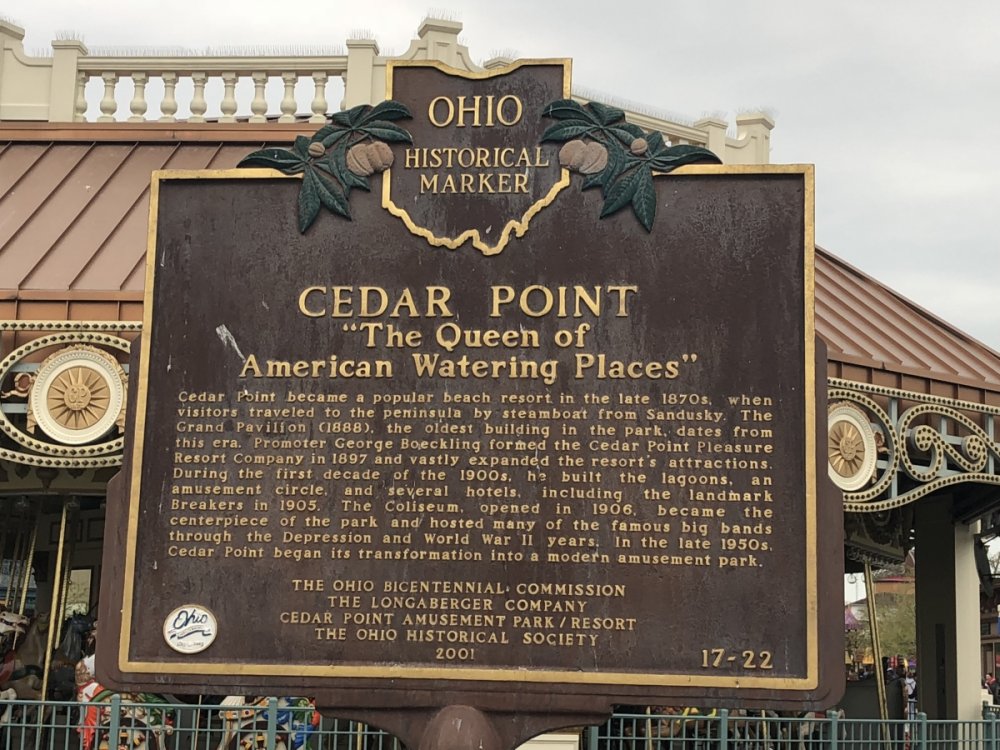 OHIO
HISTORICAL
MARKER
CEDAR POINT
"The Queen of
American Watering Places"
Cedar Point became a popular beach resort in the late 1870s, when
visitors traveled to the peninsula by steamboat from Sandusky. The
Grand Pavilion (1888), the oldest building in the park, dates from
this era. Promoter George Boeckling formed the Cedar Point Pleasure
Resort Company in 1897 and vastly expanded the resort's attractions.
During the first decade of the 1900s, he built the lagoons, an
amusement circle, and several hotels, including the landmark
Breakers in 1905. The Coliseum, opened in 1906, became the
centerpiece of the park and hosted many of the famous big bands
through the Depression and World War II years. In the late 1950s,
Cedar Point began its transformation into a modern amusement park.
THE OHIO BICENTENNIAL COMMISSION
THE LONGABERGER COMPANY
CEDAR POINT AMUSEMENT PARK/RESORT
THE OHIO HISTORICAL SOCIETY
2001
17-22
Ohio